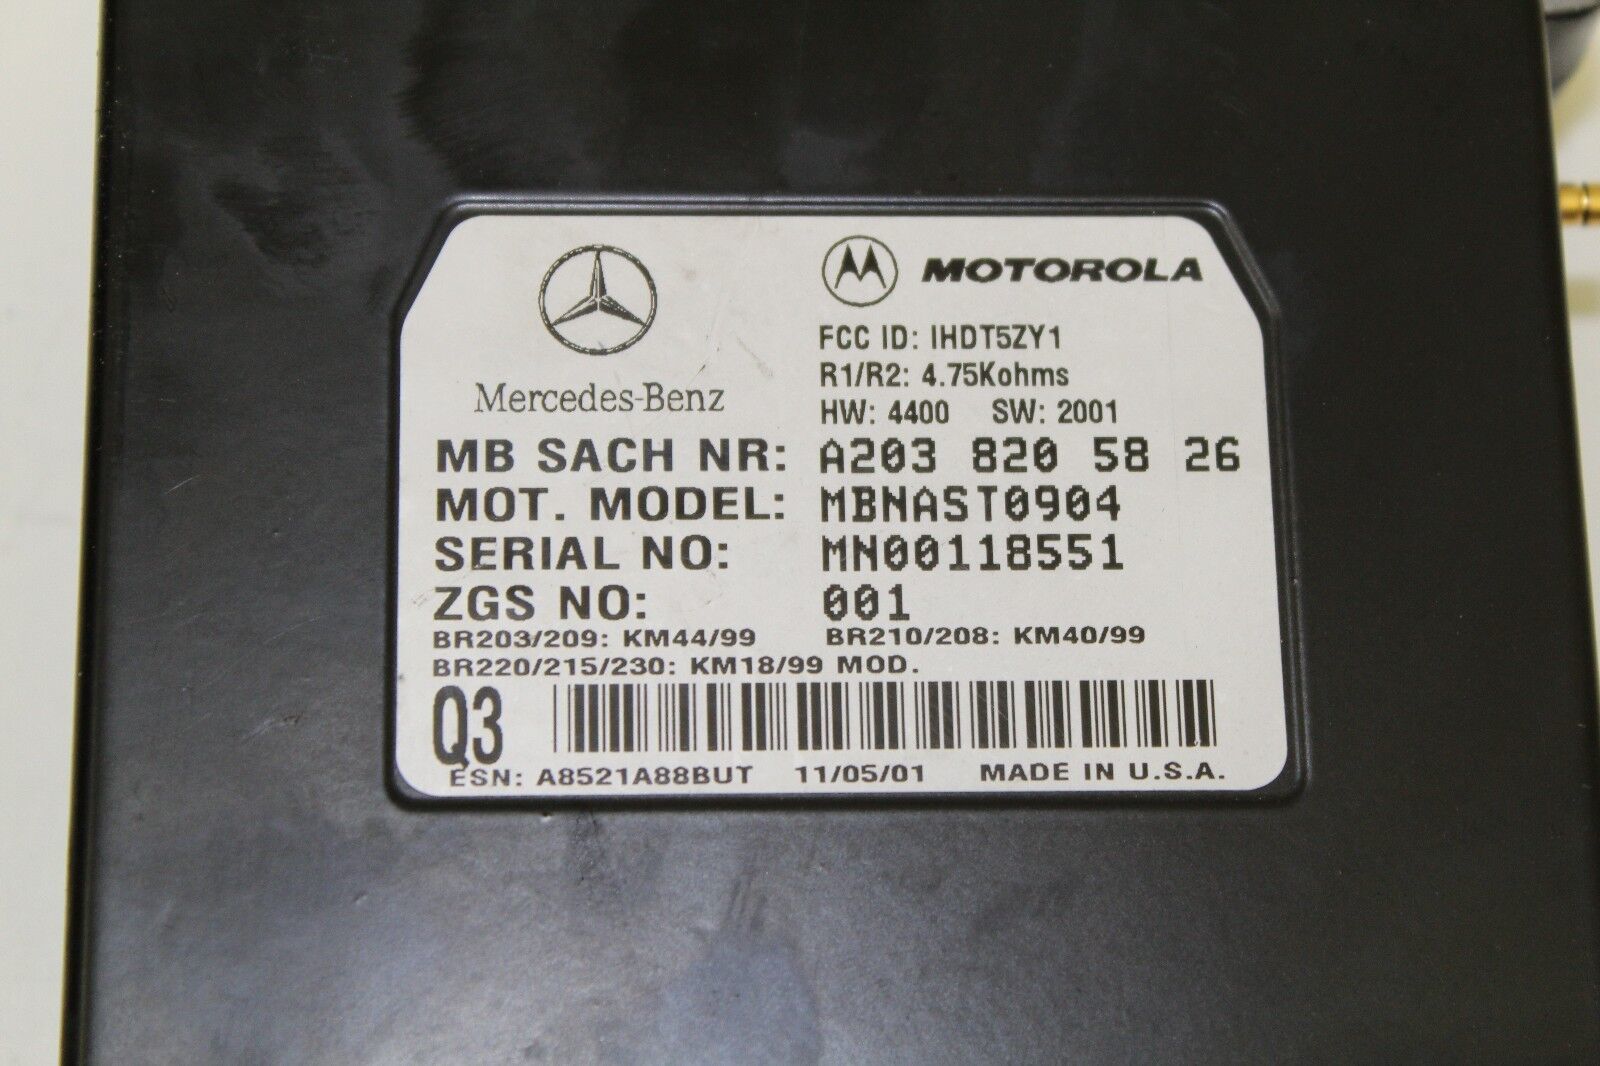 MOTOROLA
FCC ID: IHDT5ZY1
R1/R2: 4.75Kohms
Mercedes-Benz
HW: 4400 SW: 2001
MB SACH NR: A203 820 58 26
MOT. MODEL: MBNAST0904
SERIAL NO: MN00118551
ZGS NO: 001
BR203/209: KM44/99 BR210/208: KM40/99
BR220/215/230: KM18/99 MOD.
Q3
ESN: A8521A88BUT 11/05/01 MADE IN U.S.A.